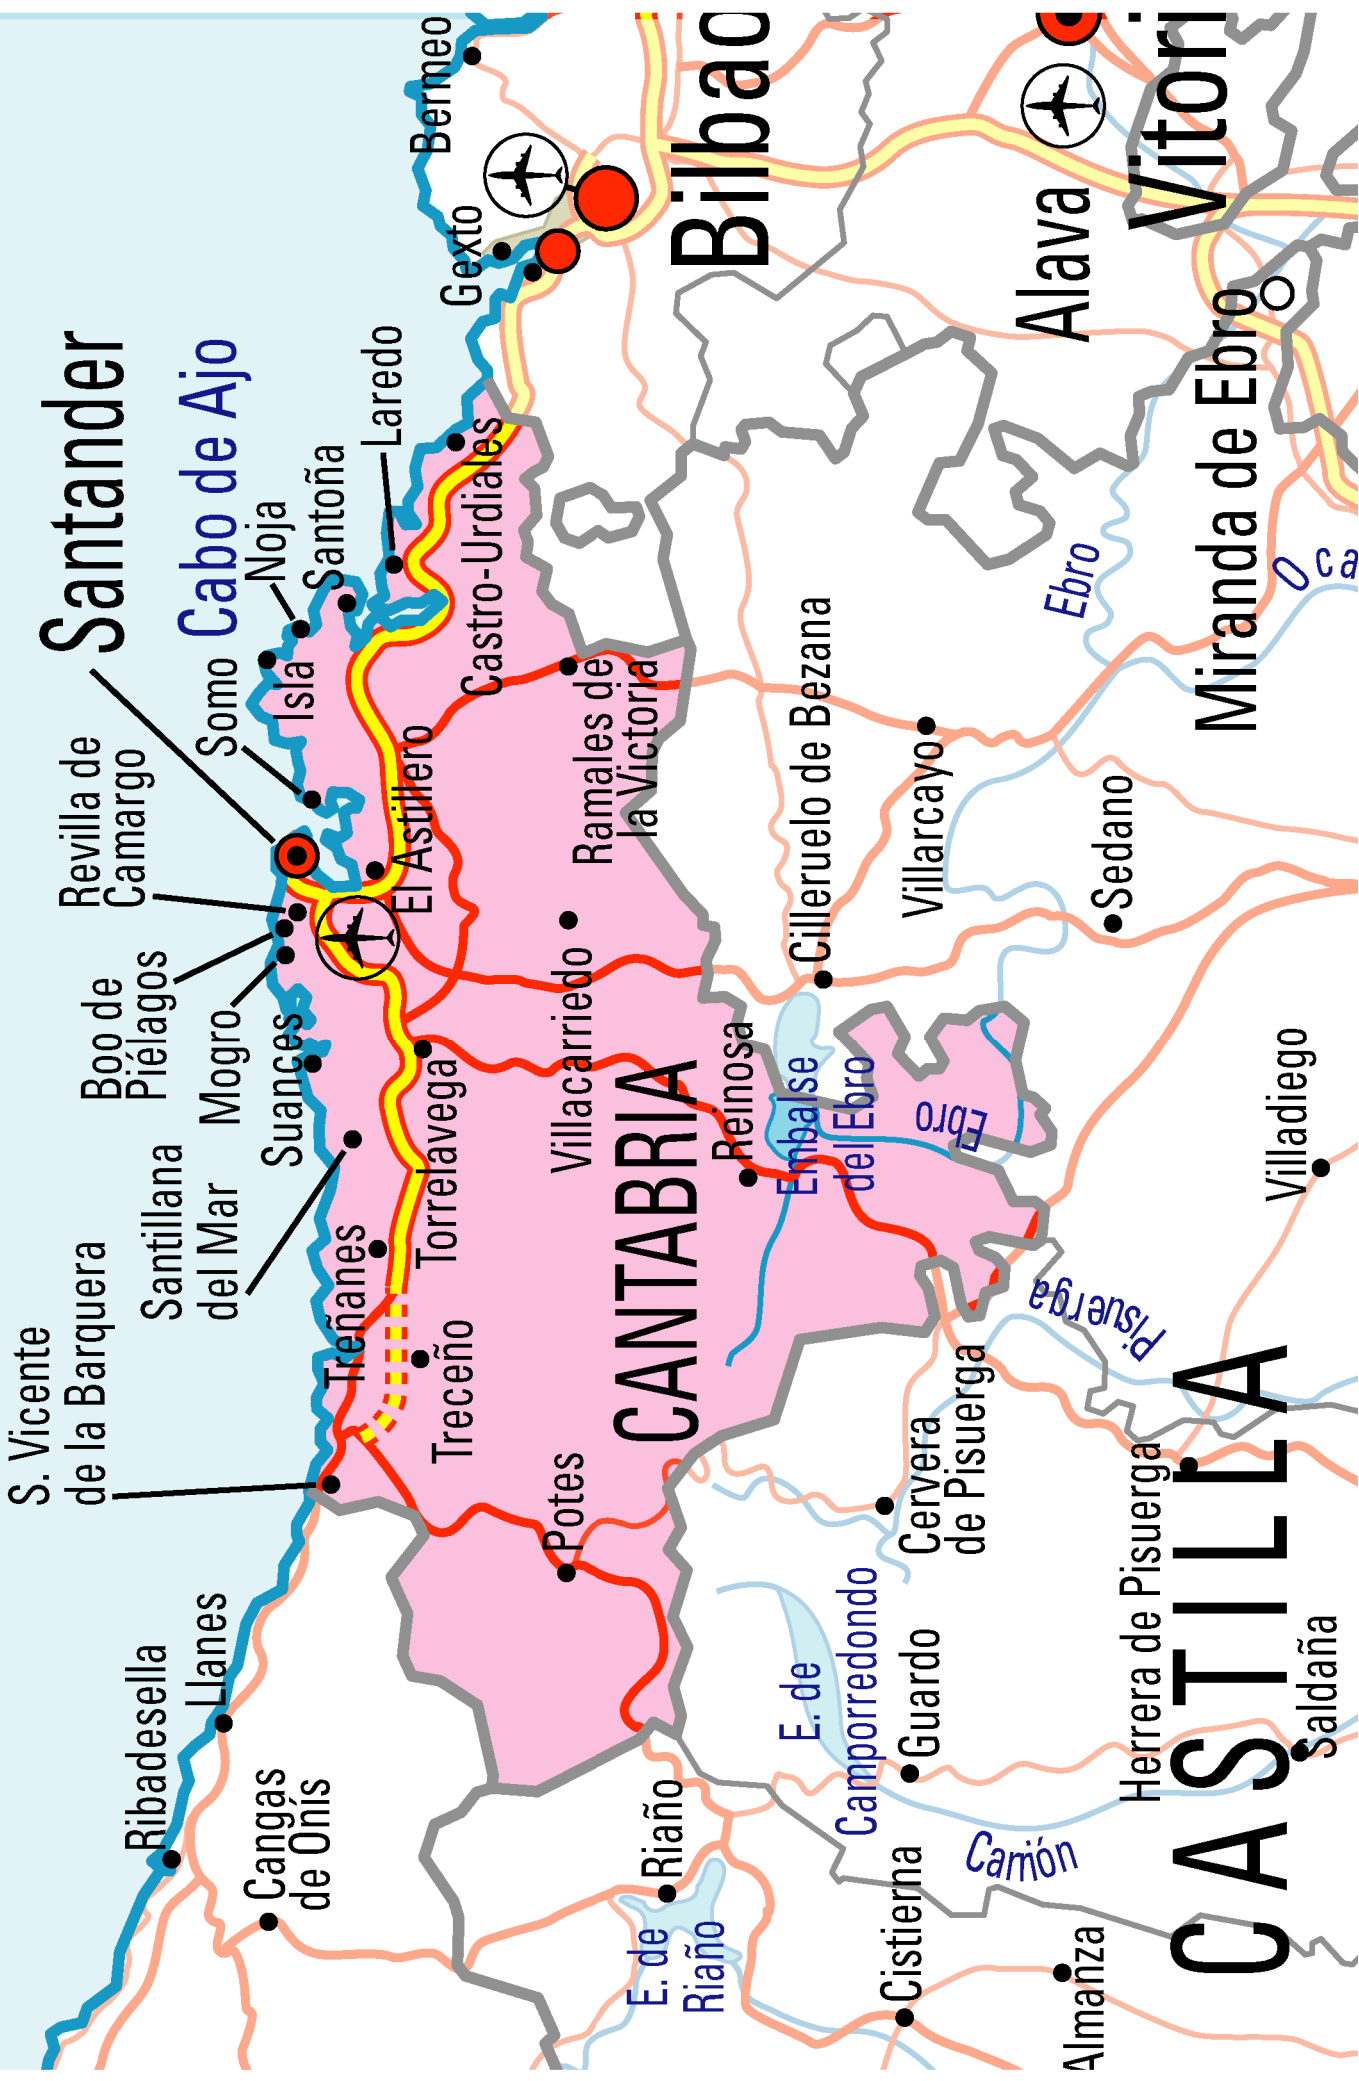 S. Vicente
de la Barquera
Santillana
del Mar
Boo de
Piélagos
Mogro
Suances
Revilla de
Camargo
Somo
Santander
Cabo de Ajo
Isla
Noja
Santoña
Laredo
Castro-Urdiales
Gexto
Bermeo
Bilbao
Ribadesella
Llanes
Cangas
de Onís
Treñanes
Treceño
Torrelavega
El Astillero
Villacarriedo
Ramales de
la Victoria
Potes
CANTABRIA
Reinosa
Embalse
del Ebro
Ebro
Cilleruelo de Bezana
Villarcayo
Sedano
Villadiego
Ebro
Alava
Vitori
Miranda de Ebro
Oca
Pisuerga
Cervera
de Pisuerga
Herrera de Pisuerga
CASTILLA
Saldaña
E. de
Camporredondo
Guardo
Carrión
Riaño
E. de
Riaño
Cistierna
Almanza